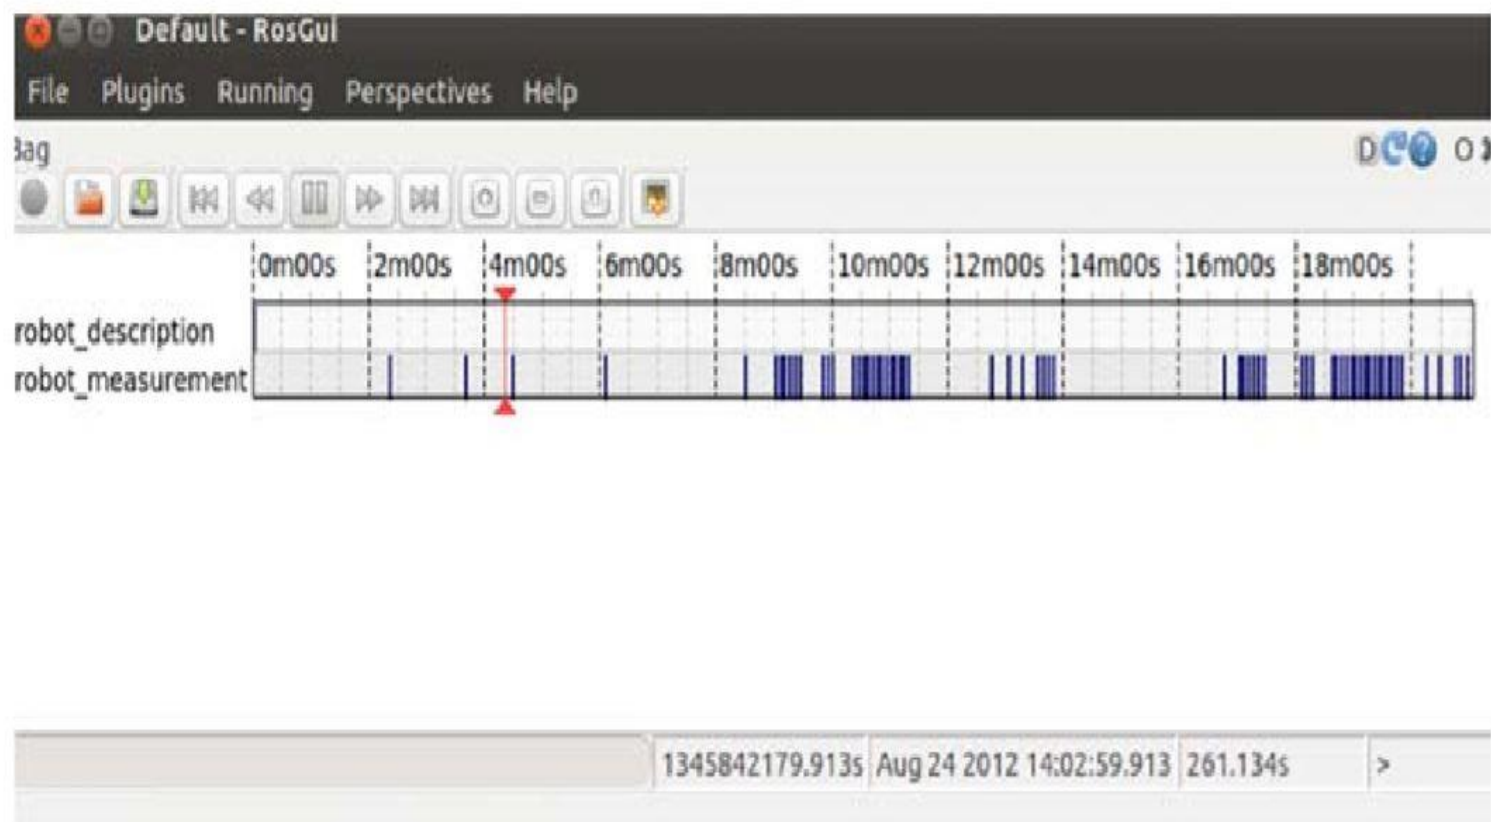 Default - RosGui
File Plugins Running Perspectives Help
Bag
D O
0m00s 2m00s 4m00s 6m00s 8m00s 10m00s 12m00s 14m00s 16m00s 18m00s
robot_description
robot_measurement
1345842179.913s Aug 24 2012 14:02:59.913 261.134s >